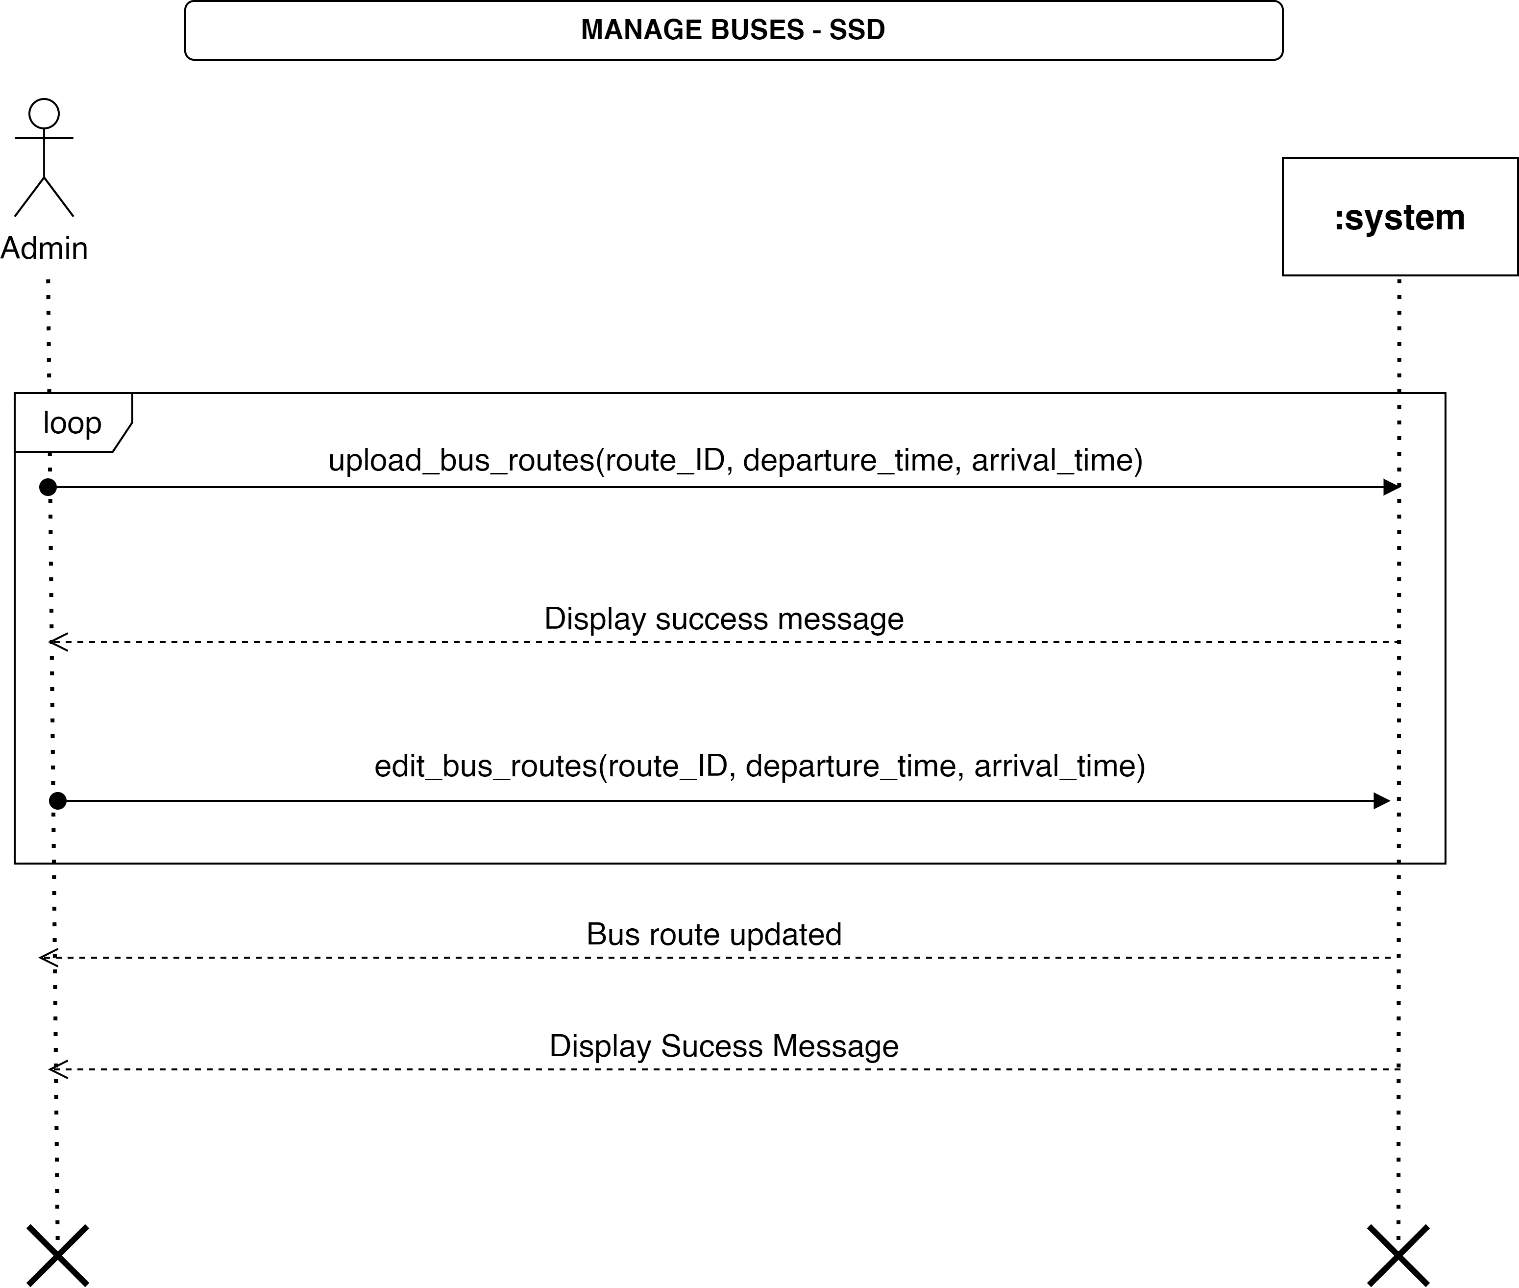 MANAGE BUSES - SSD
Admin
:system
loop
upload_bus_routes(route_ID, departure_time, arrival_time)
Display success message
edit_bus_routes(route_ID, departure_time, arrival_time)
Bus route updated
Display Sucess Message